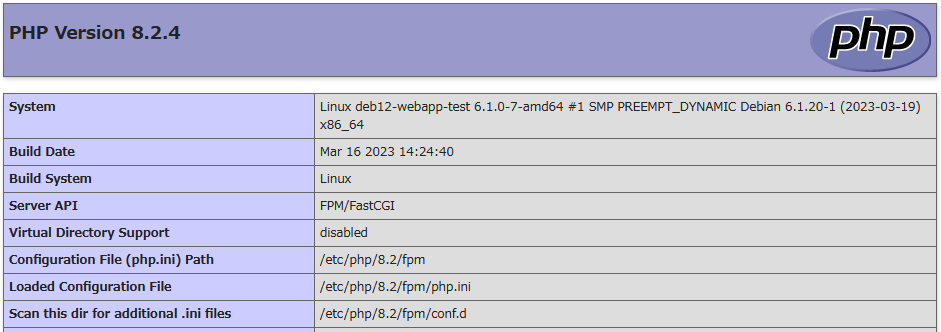 PHP Version 8.2.4
php
System Linux deb12-webapp-test 6.1.0-7-amd64 #1 SMP PREEMPT_DYNAMIC Debian 6.1.20-1 (2023-03-19)
x86_64
Build Date Mar 16 2023 14:24:40
Build System Linux
Server API FPM/FastCGI
Virtual Directory Support disabled
Configuration File (php.ini) Path /etc/php/8.2/fpm
Loaded Configuration File /etc/php/8.2/fpm/php.ini
Scan this dir for additional .ini files /etc/php/8.2/fpm/conf.d